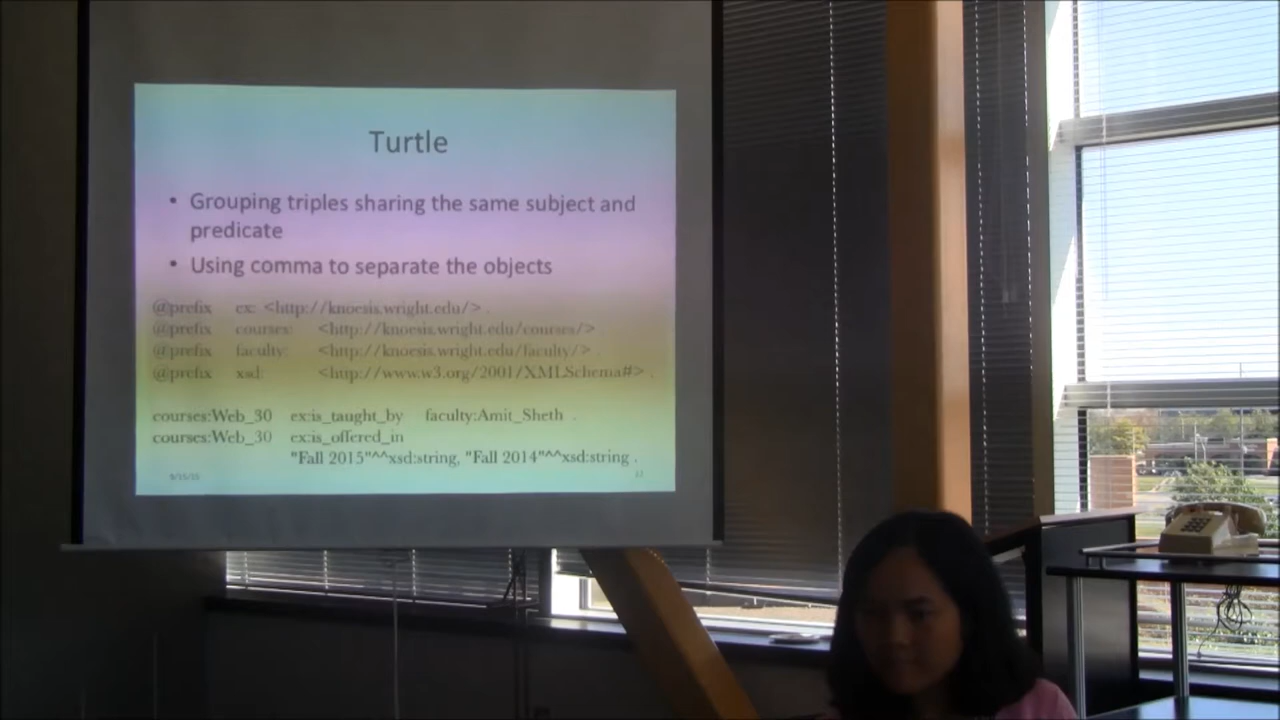 Turtle
• Grouping triples sharing the same subject and
predicate
• Using comma to separate the objects
@prefix ex: <http://knoesis.wright.edu/> .
@prefix courses: <http://knoesis.wright.edu/courses/>
@prefix faculty: <http://knoesis.wright.edu/faculty/> .
@prefix xsd: <http://www.w3.org/2001/XMLSchema#> .
courses:Web_30 ex:is_taught_by faculty:Amit_Sheth .
courses:Web_30 ex:is_offered_in
"Fall 2015"^^xsd:string, "Fall 2014"^^xsd:string .
9/15/15